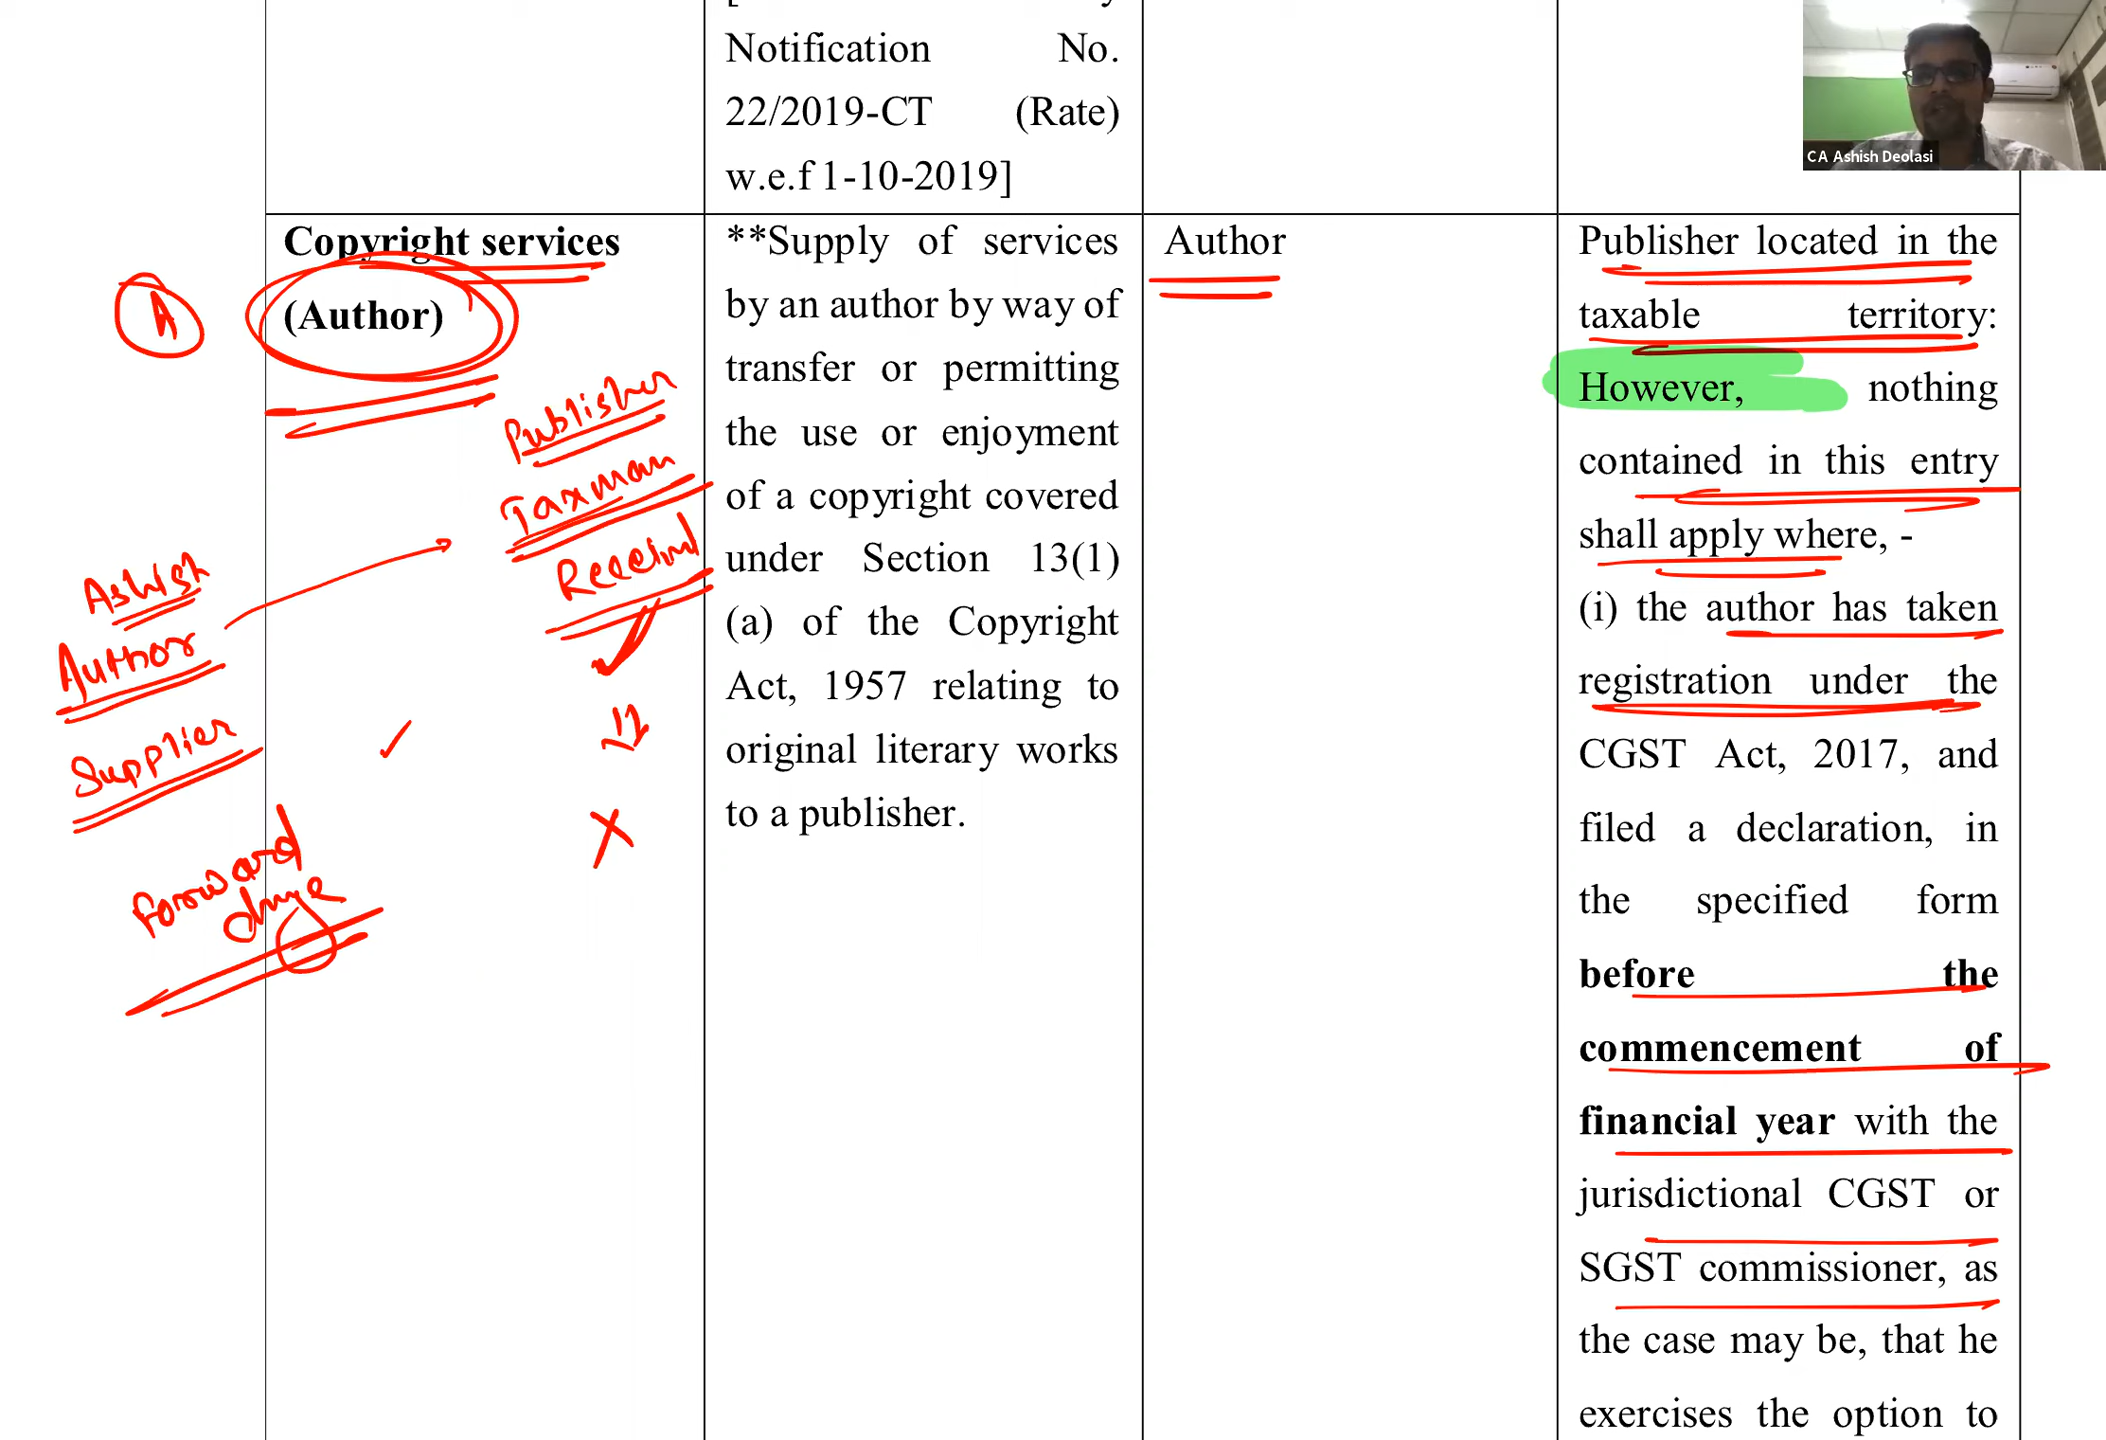 Notification No.
22/2019-CT (Rate)
w.e.f 1-10-2019]
CA Ashish Deolasi
Copyright services
(Author)
**Supply of services
by an author by way of
transfer or permitting
the use or enjoyment
of a copyright covered
under Section 13(1)
(a) of the Copyright
Act, 1957 relating to
original literary works
to a publisher.
Author
Publisher located in the
taxable territory:
However, nothing
contained in this entry
shall apply where, -
(i) the author has taken
registration under the
CGST Act, 2017, and
filed a declaration, in
the specified form
before the
commencement of
financial year with the
jurisdictional CGST or
SGST commissioner, as
the case may be, that he
exercises the option to
A
Publisher
Taxman
Ashish
Author
Supplier
Forward